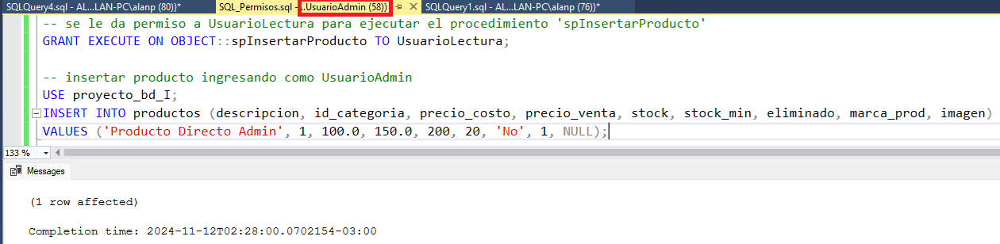 SQLQuery4.sql - AL...LAN-PC\alanp (80))*
SQL_Permisos.sql - ...UsuarioAdmin (58))
SQLQuery1.sql - AL...LAN-PC\alanp (76))*
-- se le da permiso a UsuarioLectura para ejecutar el procedimiento 'spInsertarProducto'
GRANT EXECUTE ON OBJECT::spInsertarProducto TO UsuarioLectura;
-- insertar producto ingresando como UsuarioAdmin
USE proyecto_bd_I;
INSERT INTO productos (descripcion, id_categoria, precio_costo, precio_venta, stock, stock_min, eliminado, marca_prod, imagen)
VALUES ('Producto Directo Admin', 1, 100.0, 150.0, 200, 20, 'No', 1, NULL);
133 %
Messages
(1 row affected)
Completion time: 2024-11-12T02:28:00.0702154-03:00